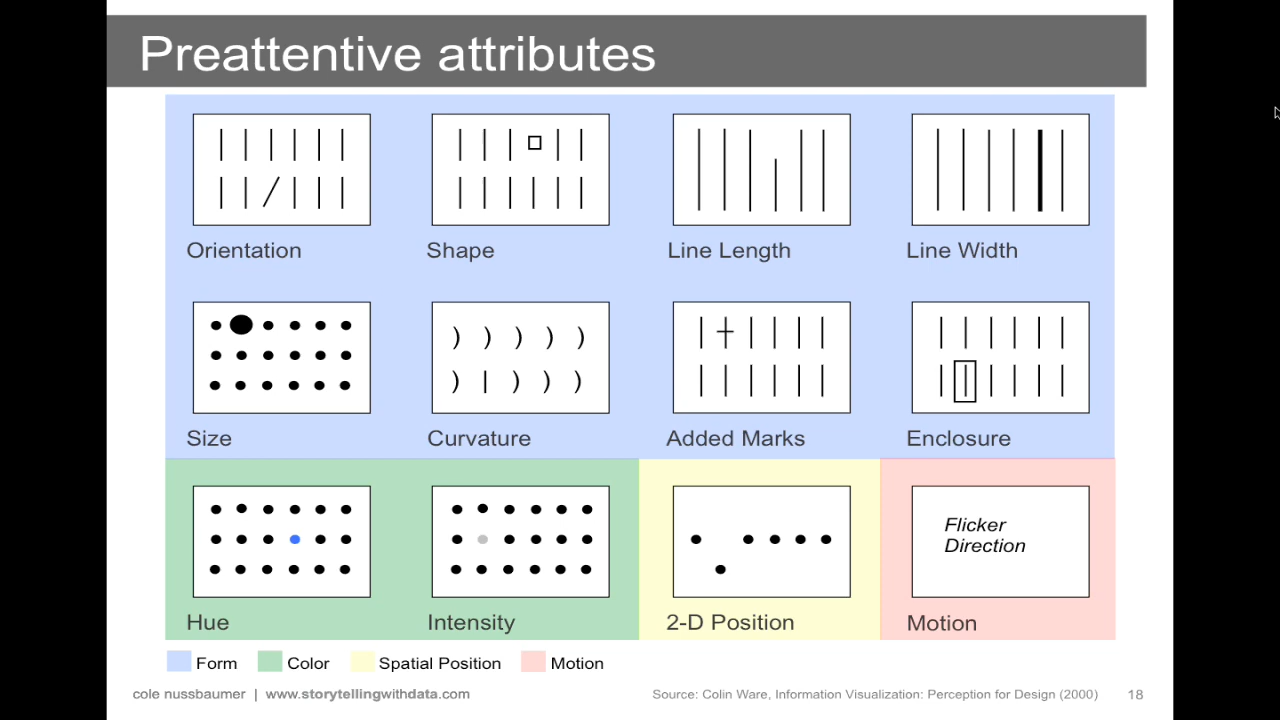 Preattentive attributes
Orientation
Shape
Line Length
Line Width
Size
Curvature
Added Marks
Enclosure
Flicker
Direction
Hue
Intensity
2-D Position
Motion
Form
Color
Spatial Position
Motion
cole nussbaumer | www.storytellingwithdata.com
Source: Colin Ware, Information Visualization: Perception for Design (2000)
18